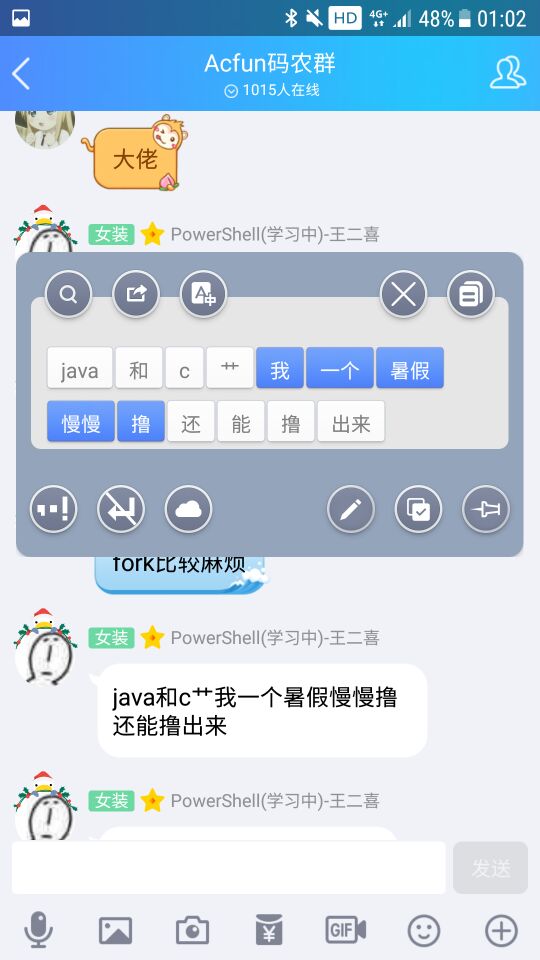 HD 4G+ 48% 01:02
Acfun码农群
1015人在线
大佬
女装 PowerShell(学习中)-王二喜
A中
java 和 c 艹 我 一个 暑假
慢慢 撸 还 能 撸 出来
fork比较麻烦
女装 PowerShell(学习中)-王二喜
java和c艹我一个暑假慢慢撸
还能撸出来
女装 PowerShell(学习中)-王二喜
发送
¥
GIF